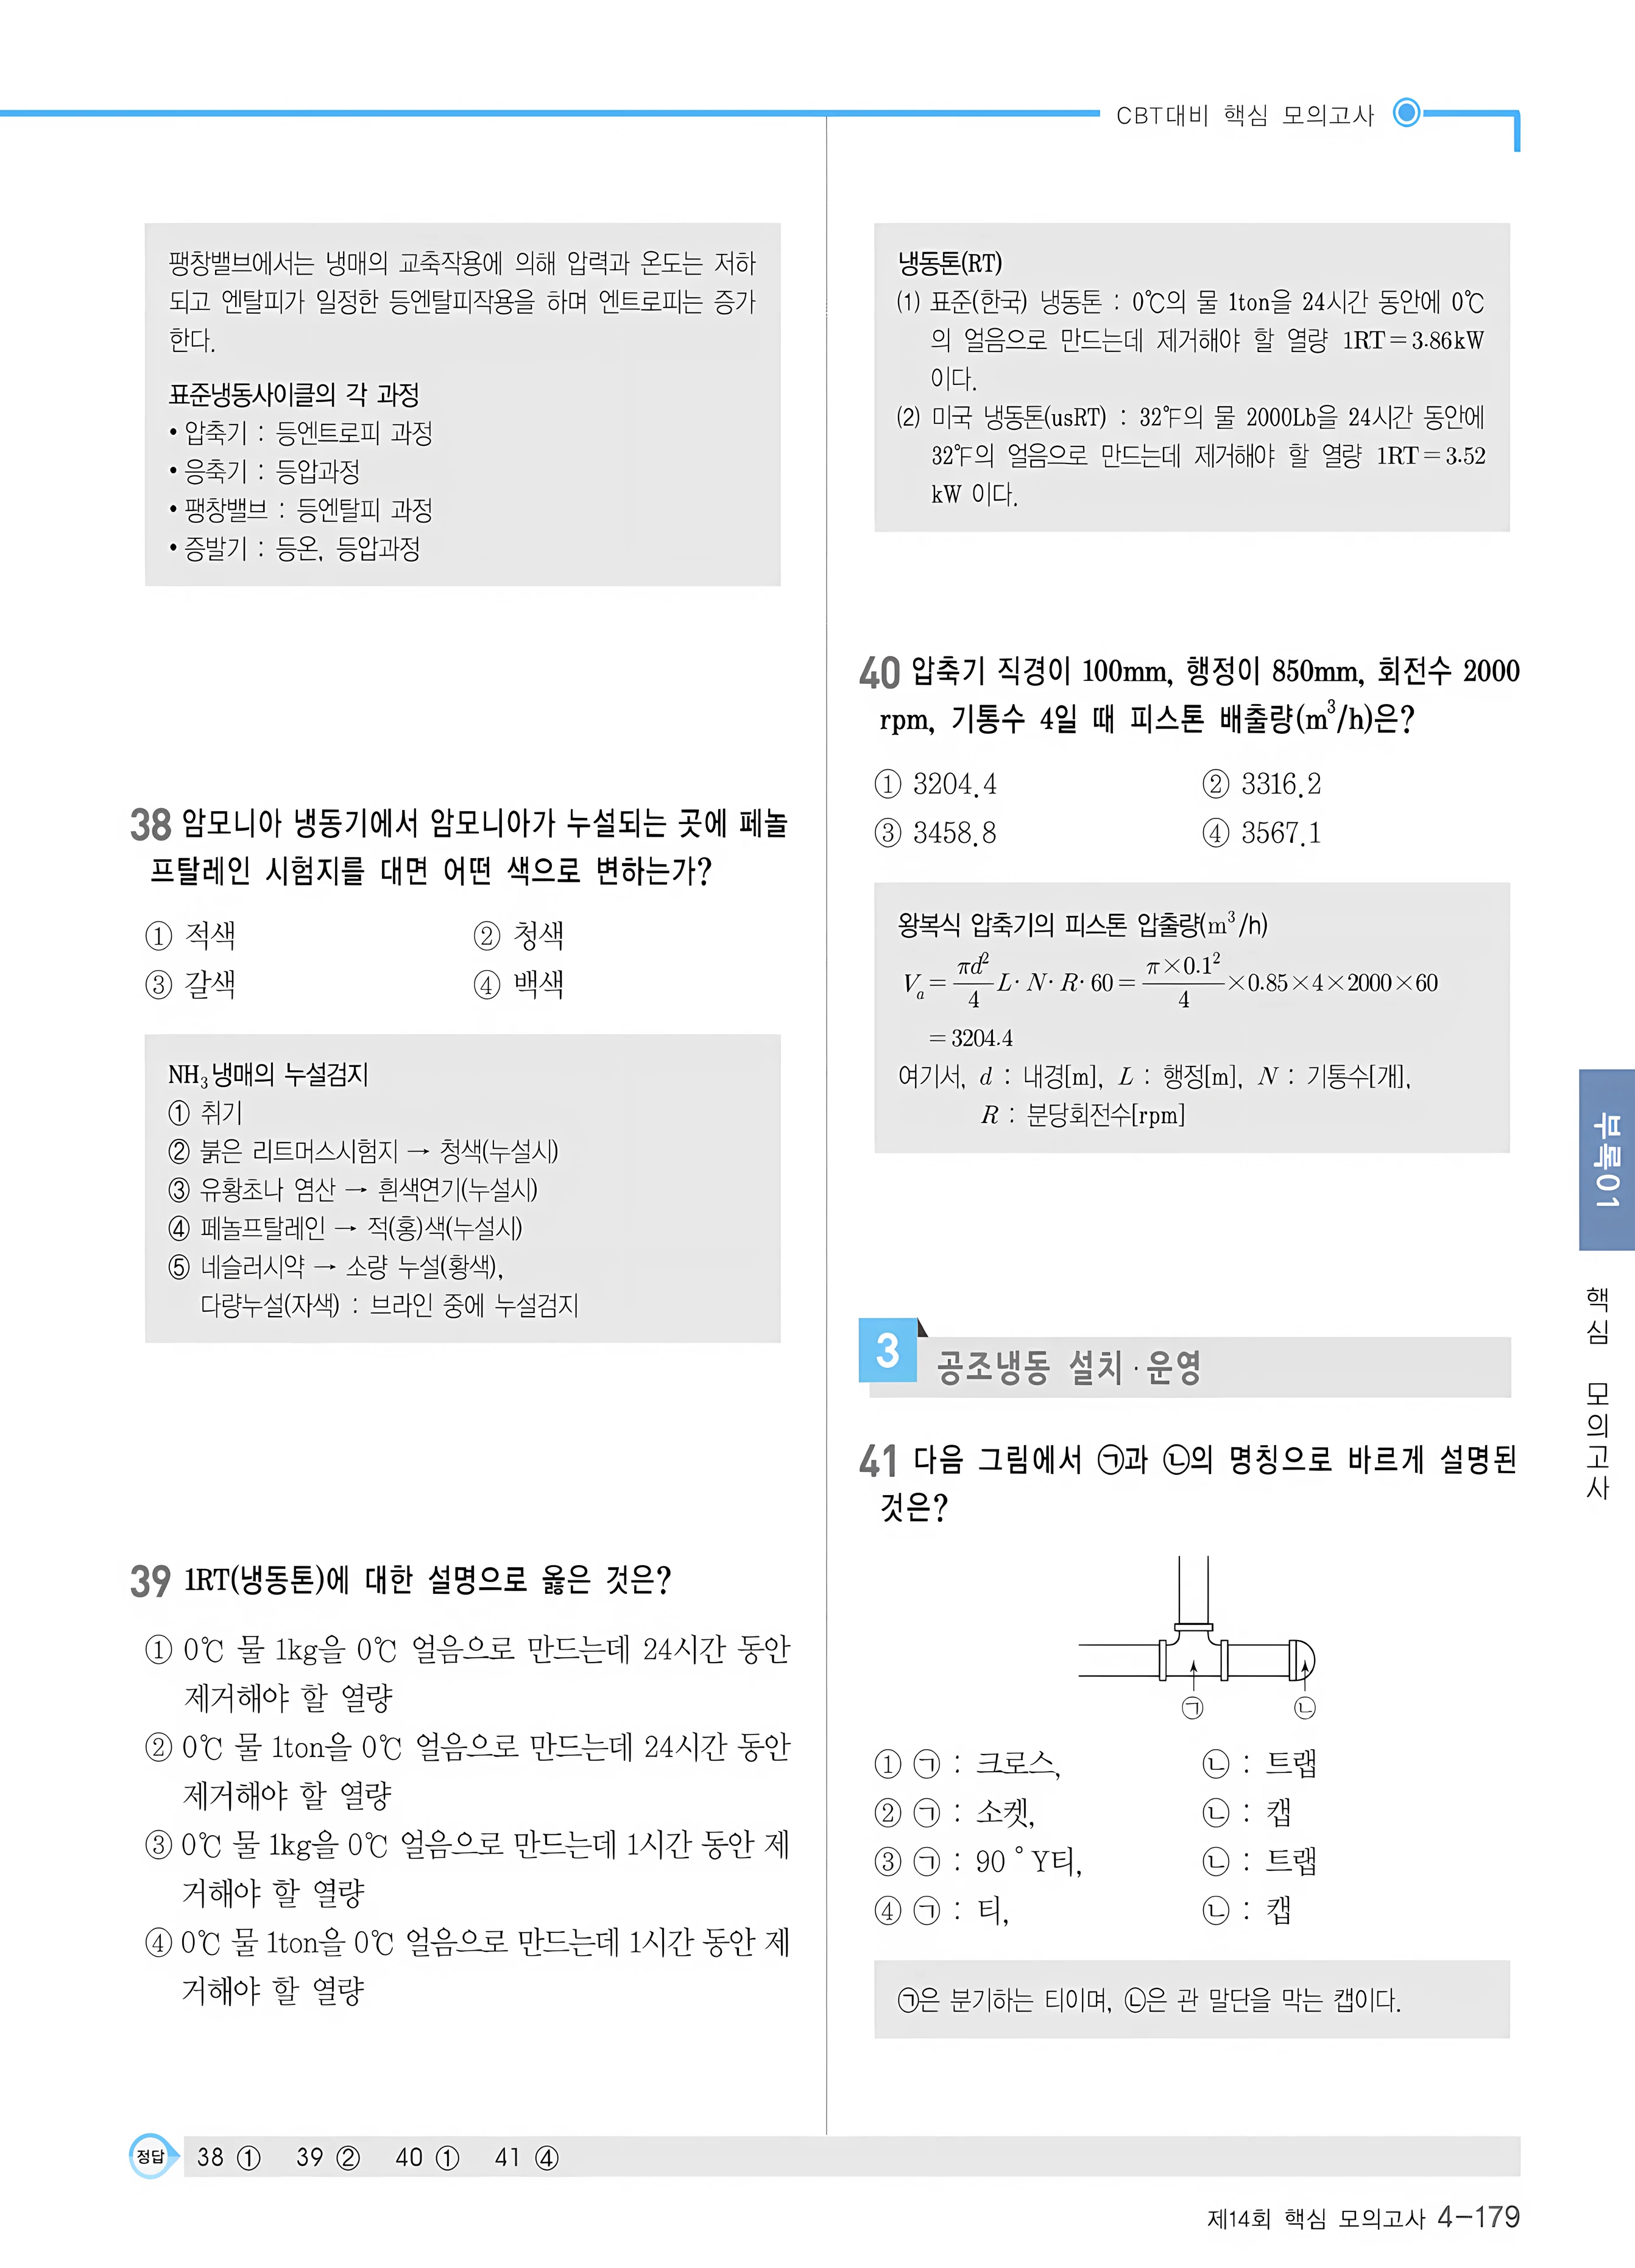 CBT대비 핵심 모의고사
팽창밸브에서는 냉매의 교축작용에 의해 압력과 온도는 저하
되고 엔탈피가 일정한 등엔탈피작용을 하며 엔트로피는 증가
한다.
표준냉동사이클의 각 과정
• 압축기 : 등엔트로피 과정
• 응축기 : 등압과정
• 팽창밸브 : 등엔탈피 과정
• 증발기 : 등온, 등압과정
38 암모니아 냉동기에서 암모니아가 누설되는 곳에 페놀
프탈레인 시험지를 대면 어떤 색으로 변하는가?
① 적색 ② 청색
③ 갈색 ④ 백색
NH₃ 냉매의 누설검지
① 취기
② 붉은 리트머스시험지 → 청색(누설시)
③ 유황초나 염산 → 흰색연기(누설시)
④ 페놀프탈레인 → 적(홍)색(누설시)
⑤ 네슬러시약 → 소량 누설(황색),
다량누설(자색) : 브라인 중에 누설검지
39 1RT(냉동톤)에 대한 설명으로 옳은 것은?
① 0℃ 물 1kg을 0℃ 얼음으로 만드는데 24시간 동안
제거해야 할 열량
② 0℃ 물 1ton을 0℃ 얼음으로 만드는데 24시간 동안
제거해야 할 열량
③ 0℃ 물 1kg을 0℃ 얼음으로 만드는데 1시간 동안 제
거해야 할 열량
④ 0℃ 물 1ton을 0℃ 얼음으로 만드는데 1시간 동안 제
거해야 할 열량
냉동톤(RT)
(1) 표준(한국) 냉동톤 : 0℃의 물 1ton을 24시간 동안에 0℃
의 얼음으로 만드는데 제거해야 할 열량 1RT=3.86kW
이다.
(2) 미국 냉동톤(usRT) : 32℉의 물 2000Lb을 24시간 동안에
32℉의 얼음으로 만드는데 제거해야 할 열량 1RT=3.52
kW 이다.
40 압축기 직경이 100mm, 행정이 850mm, 회전수 2000
rpm, 기통수 4일 때 피스톤 배출량(m³/h)은?
① 3204.4 ② 3316.2
③ 3458.8 ④ 3567.1
왕복식 압축기의 피스톤 압출량(m³/h)
Vₐ = πd²/4 L·N·R·60 = π×0.1²/4 ×0.85×4×2000×60
=3204.4
여기서, d : 내경[m], L : 행정[m], N : 기통수[개],
R : 분당회전수[rpm]
3 공조냉동 설치·운영
41 다음 그림에서 ㉠과 ㉡의 명칭으로 바르게 설명된
것은?
㉠ ㉡
① ㉠ : 크로스, ㉡ : 트랩
② ㉠ : 소켓, ㉡ : 캡
③ ㉠ : 90°Y티, ㉡ : 트랩
④ ㉠ : 티, ㉡ : 캡
㉠은 분기하는 티이며, ㉡은 관 말단을 막는 캡이다.
부록01
핵심 모의고사
정답 38 ① 39 ② 40 ① 41 ④
제14회 핵심 모의고사 4-179